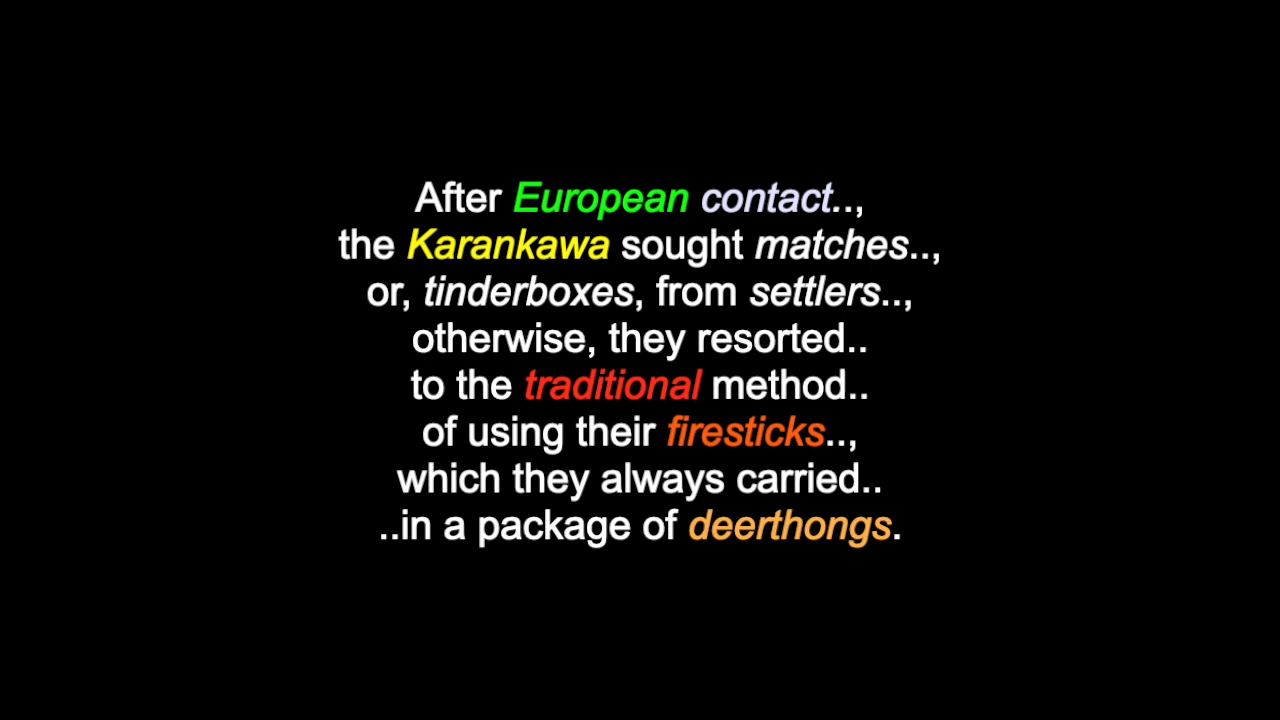 After European contact..,
the Karankawa sought matches..,
or, tinderboxes, from settlers..,
otherwise, they resorted..
to the traditional method..
of using their firesticks..,
which they always carried..
..in a package of deerthongs.